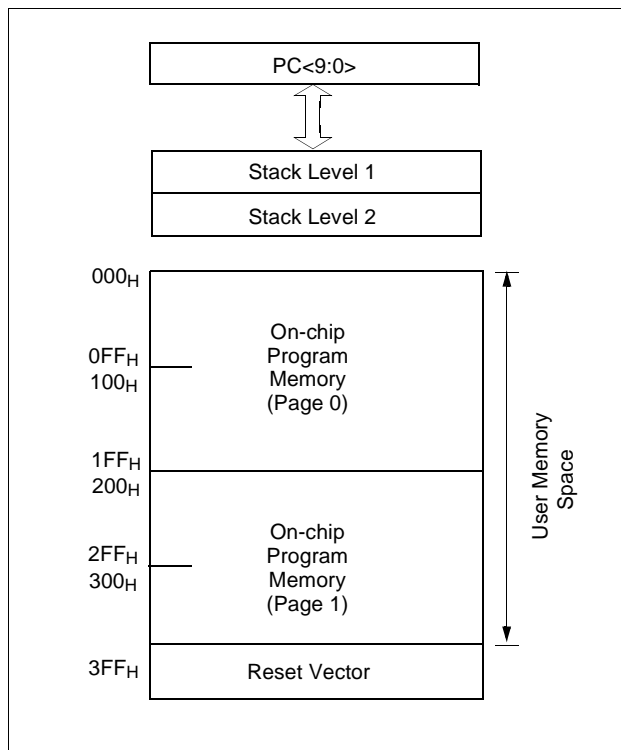 PC<9:0>
Stack Level 1
Stack Level 2
000H
On-chip
Program
Memory
(Page 0)
0FFH
100H
1FFH
200H
On-chip
Program
Memory
(Page 1)
2FFH
300H
User Memory
Space
3FFH
Reset Vector